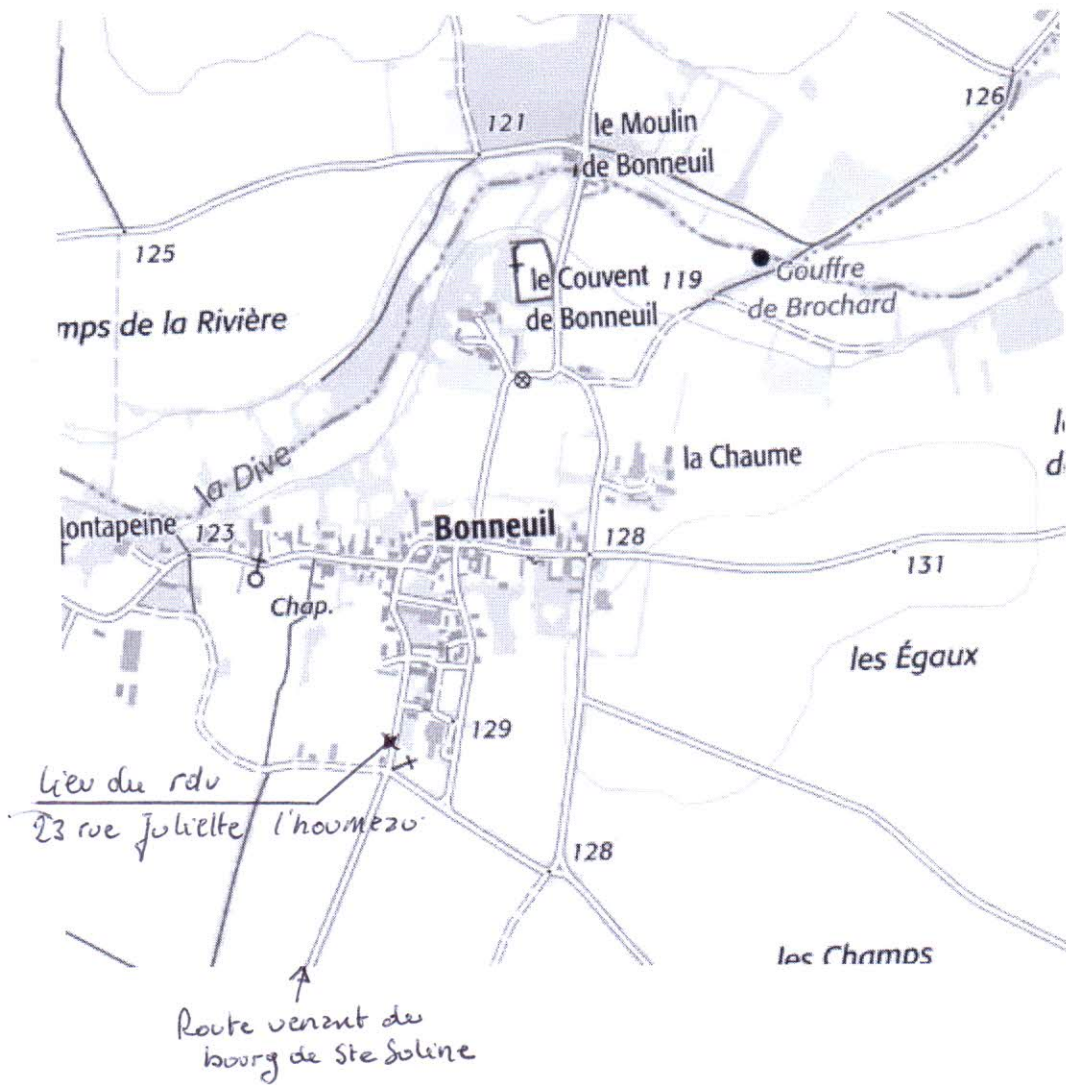 126
121
le Moulin
de Bonneuil
125
le Couvent
de Bonneuil
119
Gouffre
de Brochard
mps de la Rivière
la Dive
la Chaume
l
d
lontapeine
123
Bonneuil
128
131
Chap.
les Égaux
129
Lieu du rdv
23 rue Juliette l'houmeau
128
les Champs
Route venant du
bourg de Ste Soline